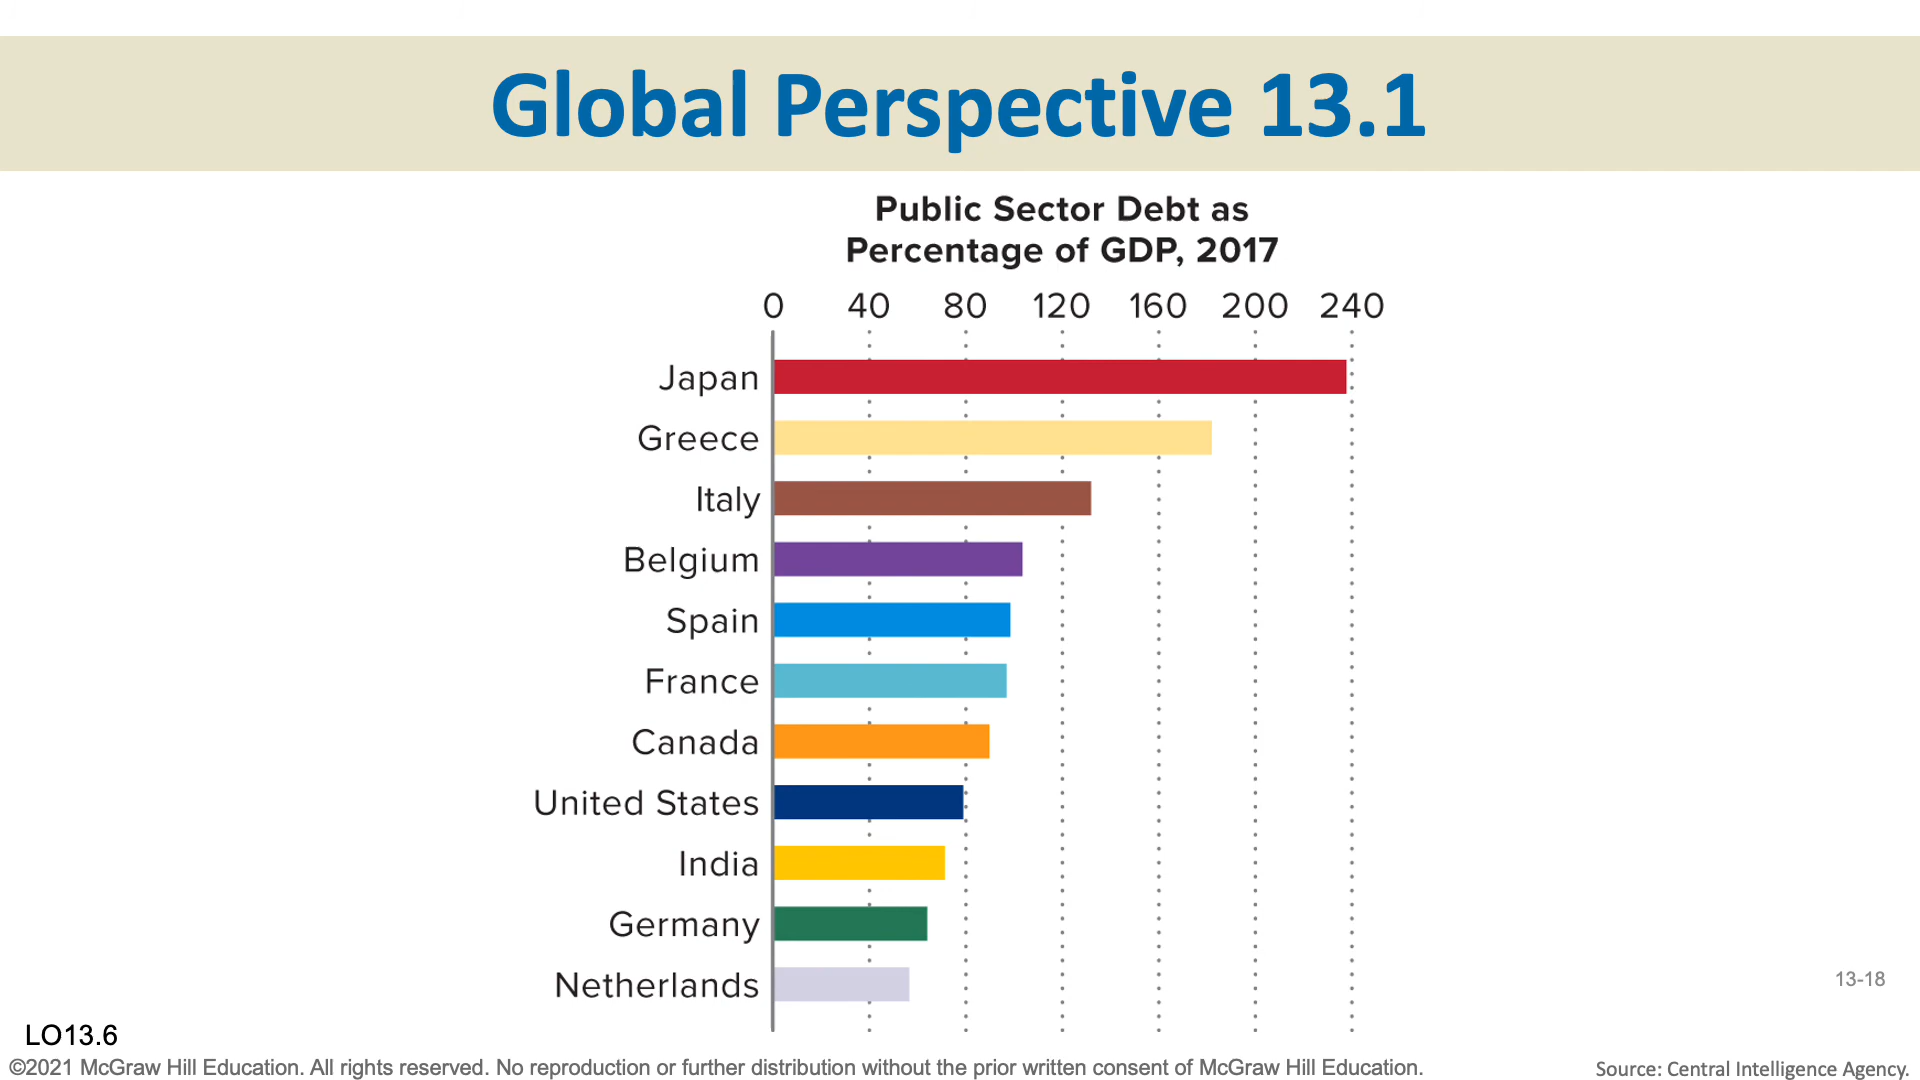 Global Perspective 13.1
Public Sector Debt as
Percentage of GDP, 2017
0 40 80 120 160 200 240
Japan
Greece
Italy
Belgium
Spain
France
Canada
United States
India
Germany
Netherlands
13-18
LO13.6
©2021 McGraw Hill Education. All rights reserved. No reproduction or further distribution without the prior written consent of McGraw Hill Education.
Source: Central Intelligence Agency.